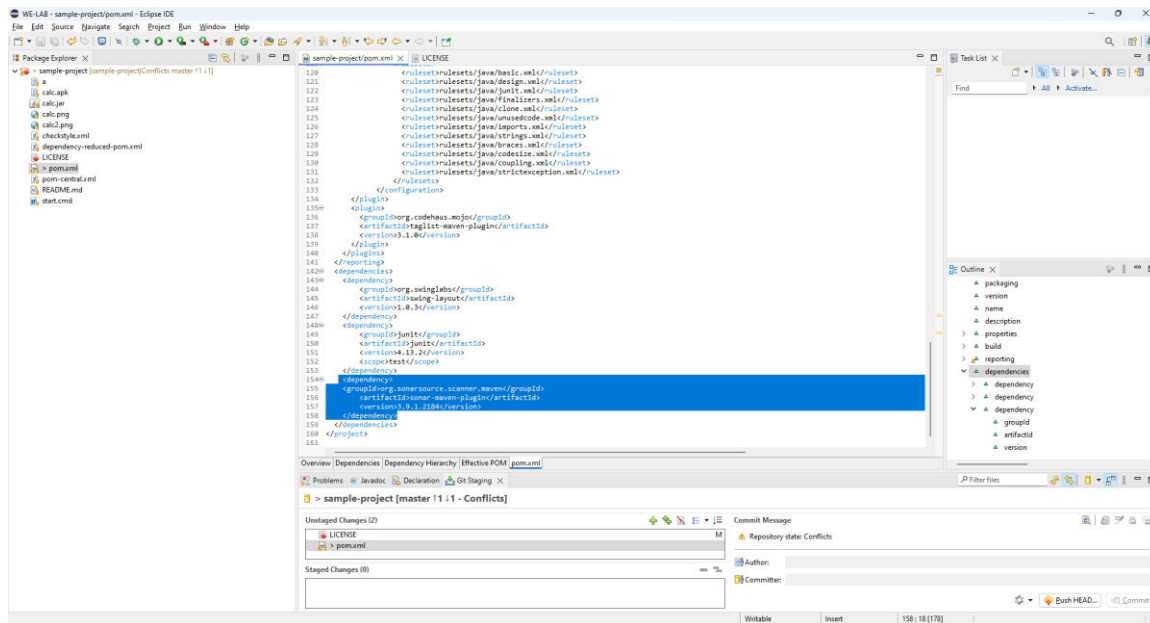 WE-LAB - sample-project/pom.xml - Eclipse IDE
File Edit Source Navigate Search Project Run Window Help
Package Explorer
sample-project/pom.xml
LICENSE
Task List
> sample-project [sample-project|Conflicts master ↑1 ↓1]
a
calc.apk
calc.jar
calc.png
calc2.png
checkstyle.xml
dependency-reduced-pom.xml
LICENSE
> pom.xml
pom-central.xml
README.md
start.cmd
120 <ruleset>rulesets/java/basic.xml</ruleset>
121 <ruleset>rulesets/java/design.xml</ruleset>
122 <ruleset>rulesets/java/junit.xml</ruleset>
123 <ruleset>rulesets/java/finalizers.xml</ruleset>
124 <ruleset>rulesets/java/clone.xml</ruleset>
125 <ruleset>rulesets/java/unusedcode.xml</ruleset>
126 <ruleset>rulesets/java/imports.xml</ruleset>
127 <ruleset>rulesets/java/strings.xml</ruleset>
128 <ruleset>rulesets/java/braces.xml</ruleset>
129 <ruleset>rulesets/java/codesize.xml</ruleset>
130 <ruleset>rulesets/java/coupling.xml</ruleset>
131 <ruleset>rulesets/java/strictexception.xml</ruleset>
132 </rulesets>
133 </configuration>
134 </plugin>
135 <plugin>
136 <groupId>org.codehaus.mojo</groupId>
137 <artifactId>taglist-maven-plugin</artifactId>
138 <version>3.1.0</version>
139 </plugin>
140 </plugins>
141 </reporting>
142 <dependencies>
143 <dependency>
144 <groupId>org.swinglabs</groupId>
145 <artifactId>swing-layout</artifactId>
146 <version>1.0.3</version>
147 </dependency>
148 <dependency>
149 <groupId>junit</groupId>
150 <artifactId>junit</artifactId>
151 <version>4.13.2</version>
152 <scope>test</scope>
153 </dependency>
154 <dependency>
155 <groupId>org.sonarsource.scanner.maven</groupId>
156 <artifactId>sonar-maven-plugin</artifactId>
157 <version>3.9.1.2184</version>
158 </dependency>
159 </dependencies>
160 </project>
161
Find
All
Activate...
Outline
packaging
version
name
description
properties
build
reporting
dependencies
dependency
dependency
dependency
groupId
artifactId
version
Overview Dependencies Dependency Hierarchy Effective POM pom.xml
Problems Javadoc Declaration Git Staging
Filter files
> sample-project [master ↑1 ↓1 - Conflicts]
Unstaged Changes (2)
LICENSE M
> pom.xml
Staged Changes (0)
Commit Message
Repository state: Conflicts
Author:
Committer:
Push HEAD...
Commit
Writable Insert 158 : 18 [178]